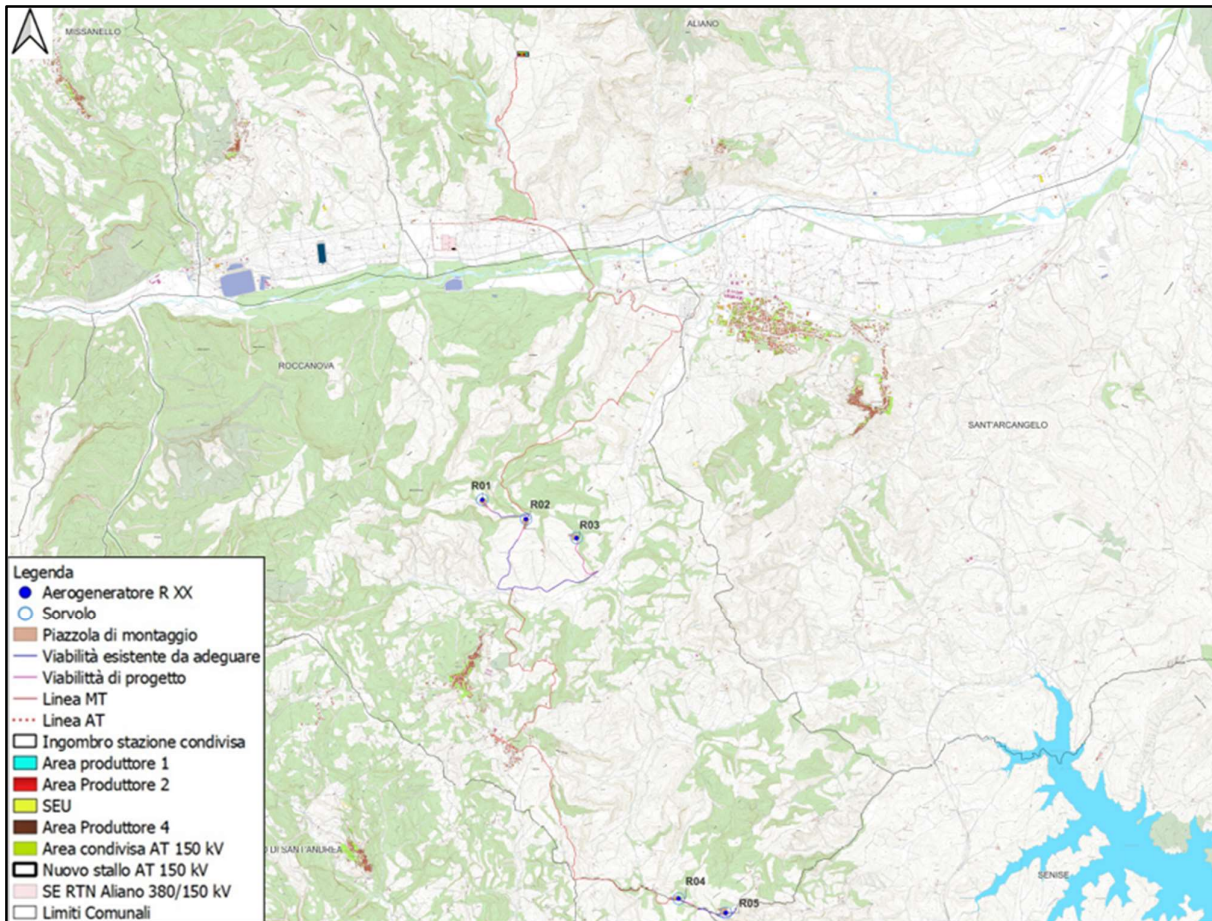 MISSANELLO
ALIANO
ROCCANOVA
SANT'ARCANGELO
R01
R02
R03
Legenda
Aerogeneratore R XX
Sorvolo
Piazzola di montaggio
Viabilità esistente da adeguare
Viabilittà di progetto
Linea MT
Linea AT
Ingombro stazione condivisa
Area produttore 1
Area Produttore 2
SEU
Area Produttore 4
Area condivisa AT 150 kV
Nuovo stallo AT 150 kV
SE RTN Aliano 380/150 kV
Limiti Comunali
O DI SANT'ANDREA
R04
R05
SENISE